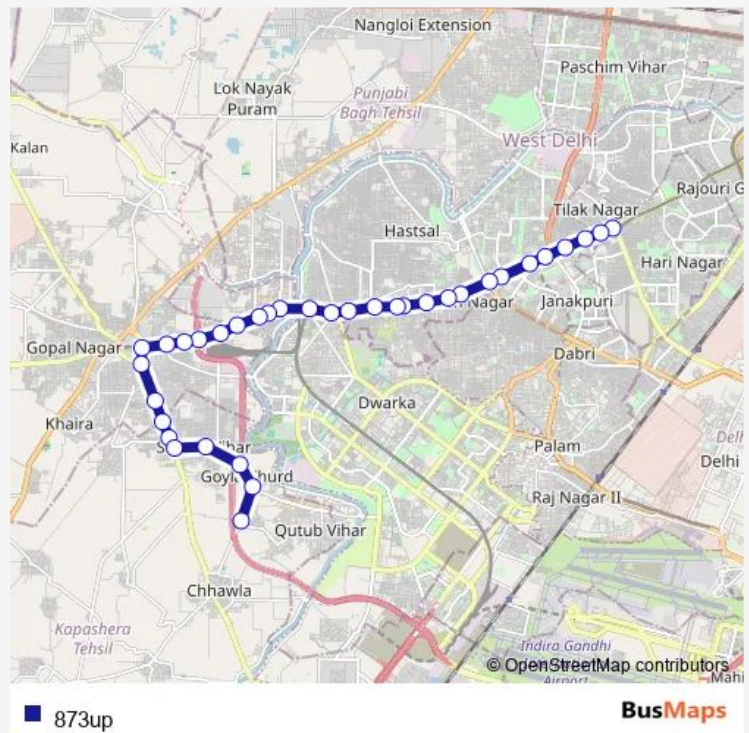 Nangloi Extension
Paschim Vihar
Lok Nayak
Puram
Punjabi
Bagh Tehsil
West Delhi
Kalan
Rajouri G
Tilak Nagar
Hastsal
Hari Nagar
Nagar
Janakpuri
Gopal Nagar
Dabri
Dwarka
Khaira
Palam
Delhi
Raj Nagar II
Qutub Vihar
Chhawla
Kapashera
Tehsil
Indira Gandhi
© OpenStreetMap contributors
Airport
Mahi
873up
BusMaps